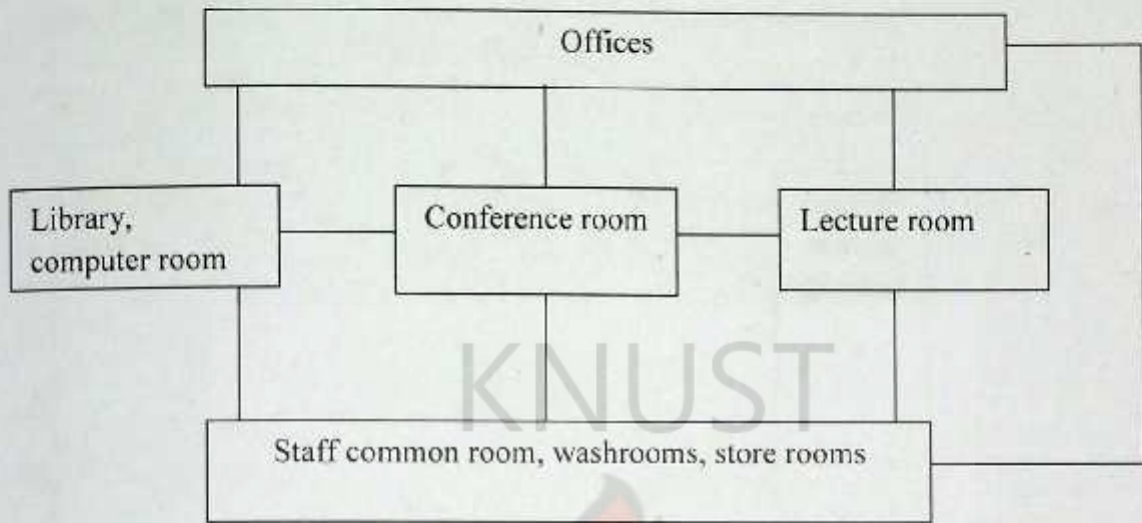 Offices
Library,
computer room
Conference room
Lecture room
KNUST
Staff common room, washrooms, store rooms